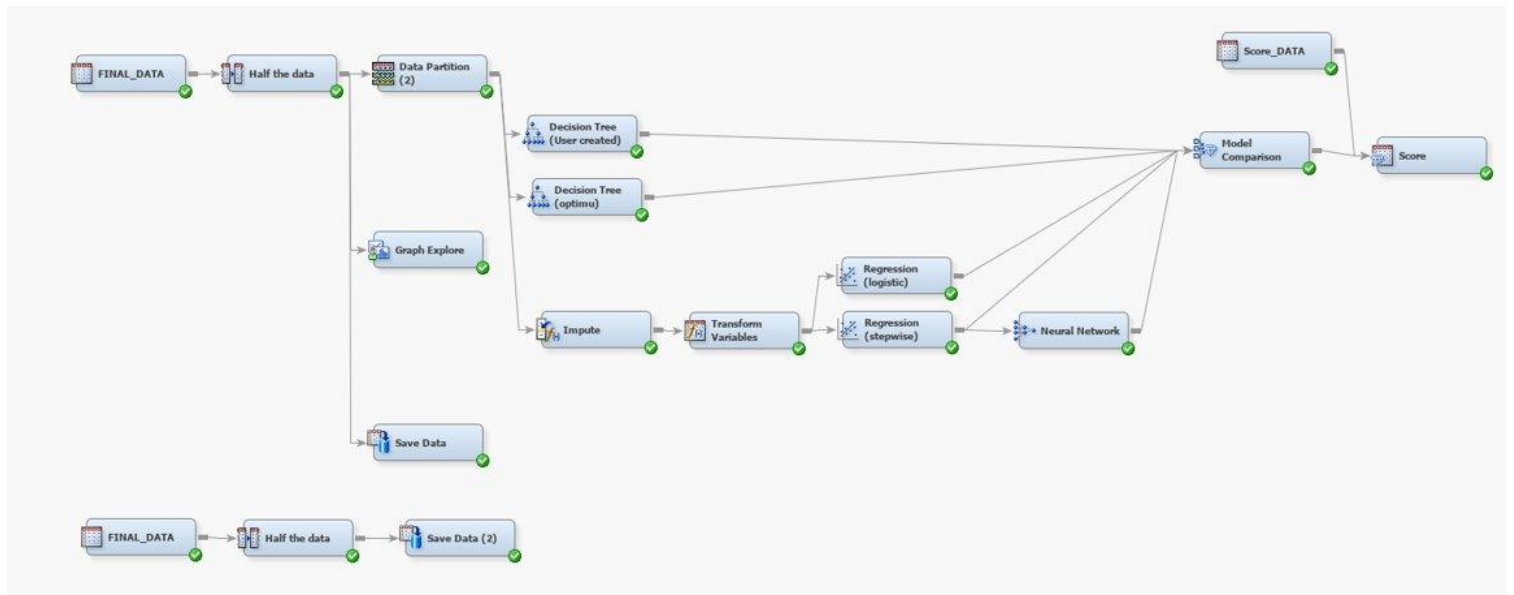 FINAL_DATA
Half the data
Data Partition
(2)
Score_DATA
Decision Tree
(User created)
Model
Comparison
Score
Decision Tree
(optimu)
Graph Explore
Regression
(logistic)
Impute
Transform
Variables
Regression
(stepwise)
Neural Network
Save Data
FINAL_DATA
Half the data
Save Data (2)